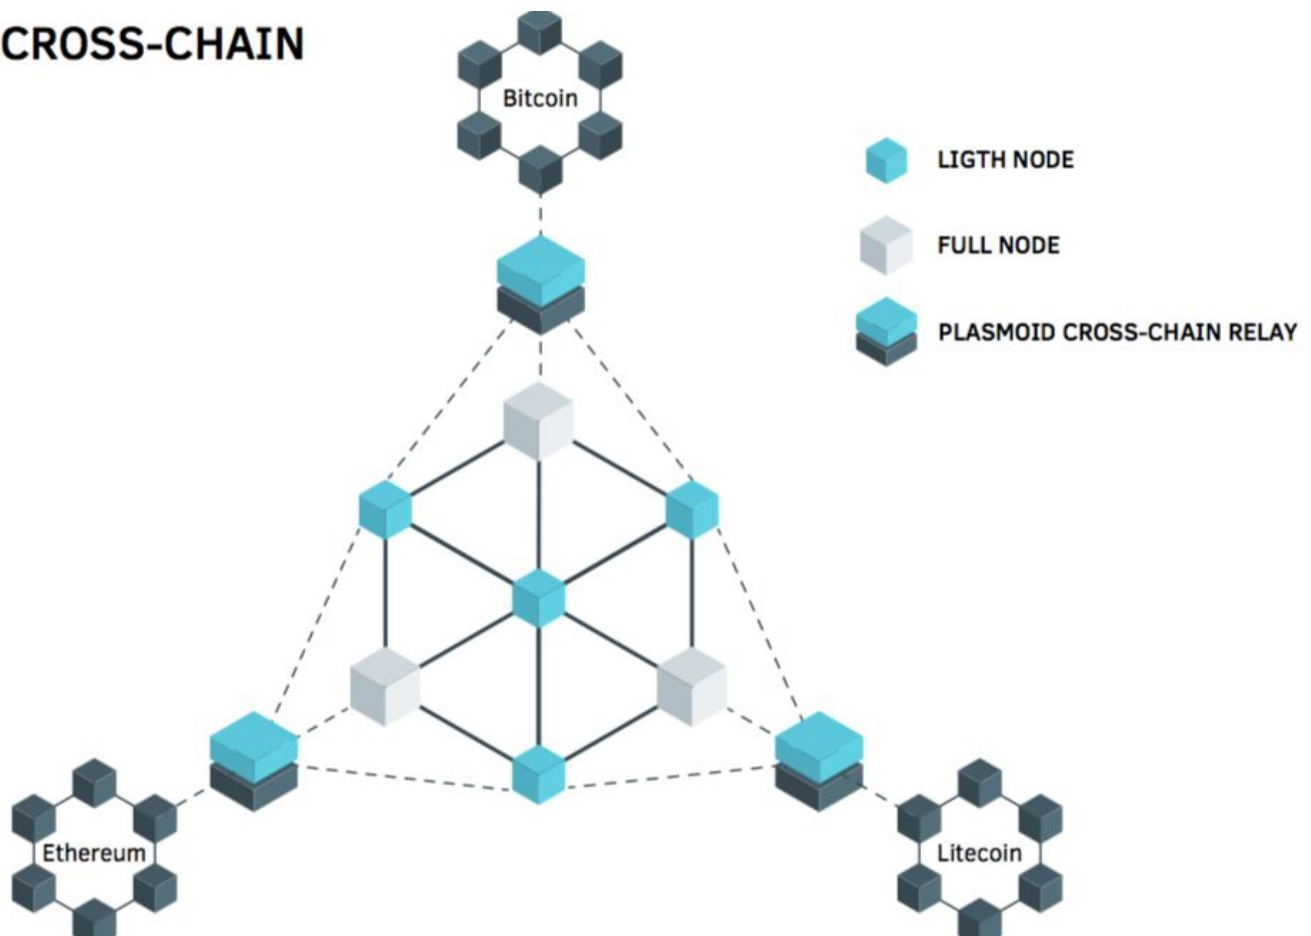 CROSS-CHAIN
Bitcoin
LIGTH NODE
FULL NODE
PLASMOID CROSS-CHAIN RELAY
Ethereum
Litecoin